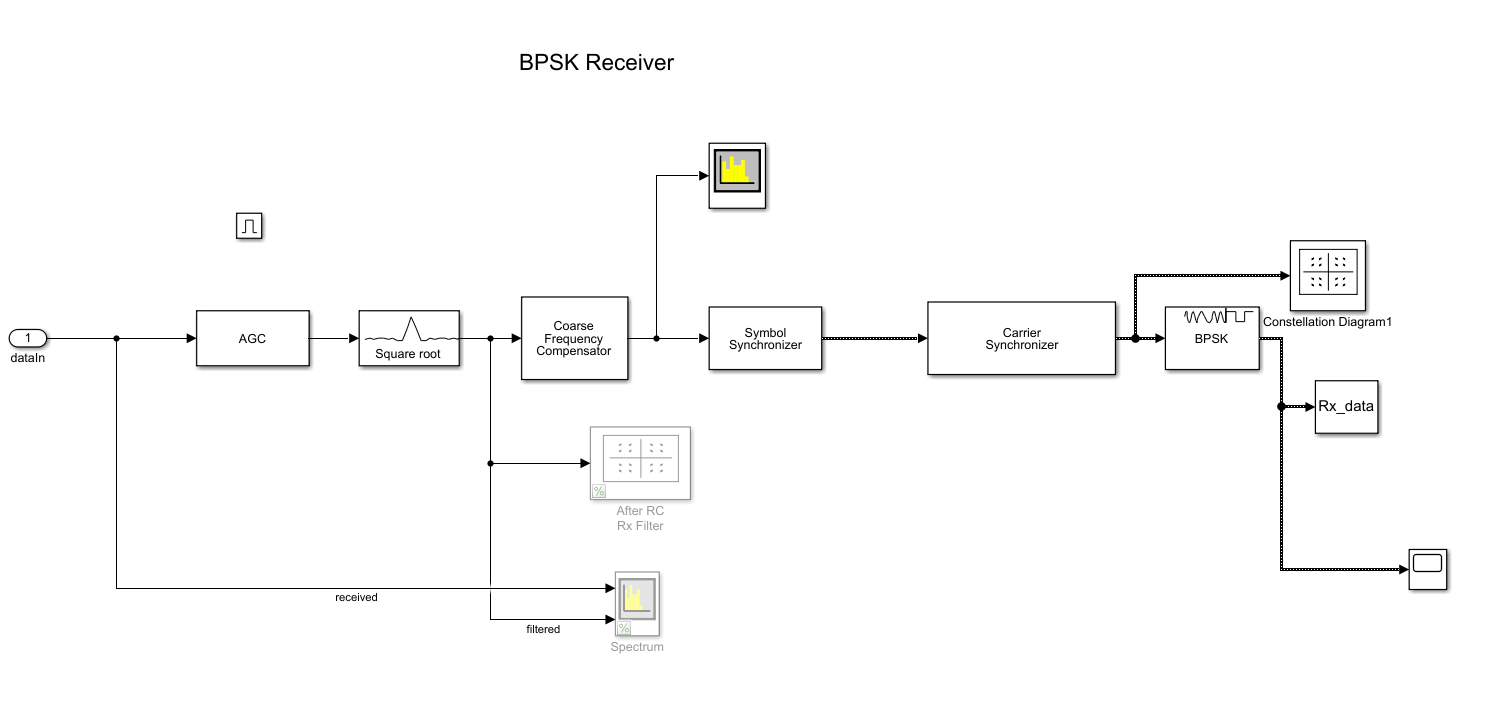 BPSK Receiver
1
dataIn
AGC
Square root
Coarse
Frequency
Compensator
Symbol
Synchronizer
Carrier
Synchronizer
BPSK
Constellation Diagram1
Rx_data
%
After RC
Rx Filter
received
filtered
%
Spectrum